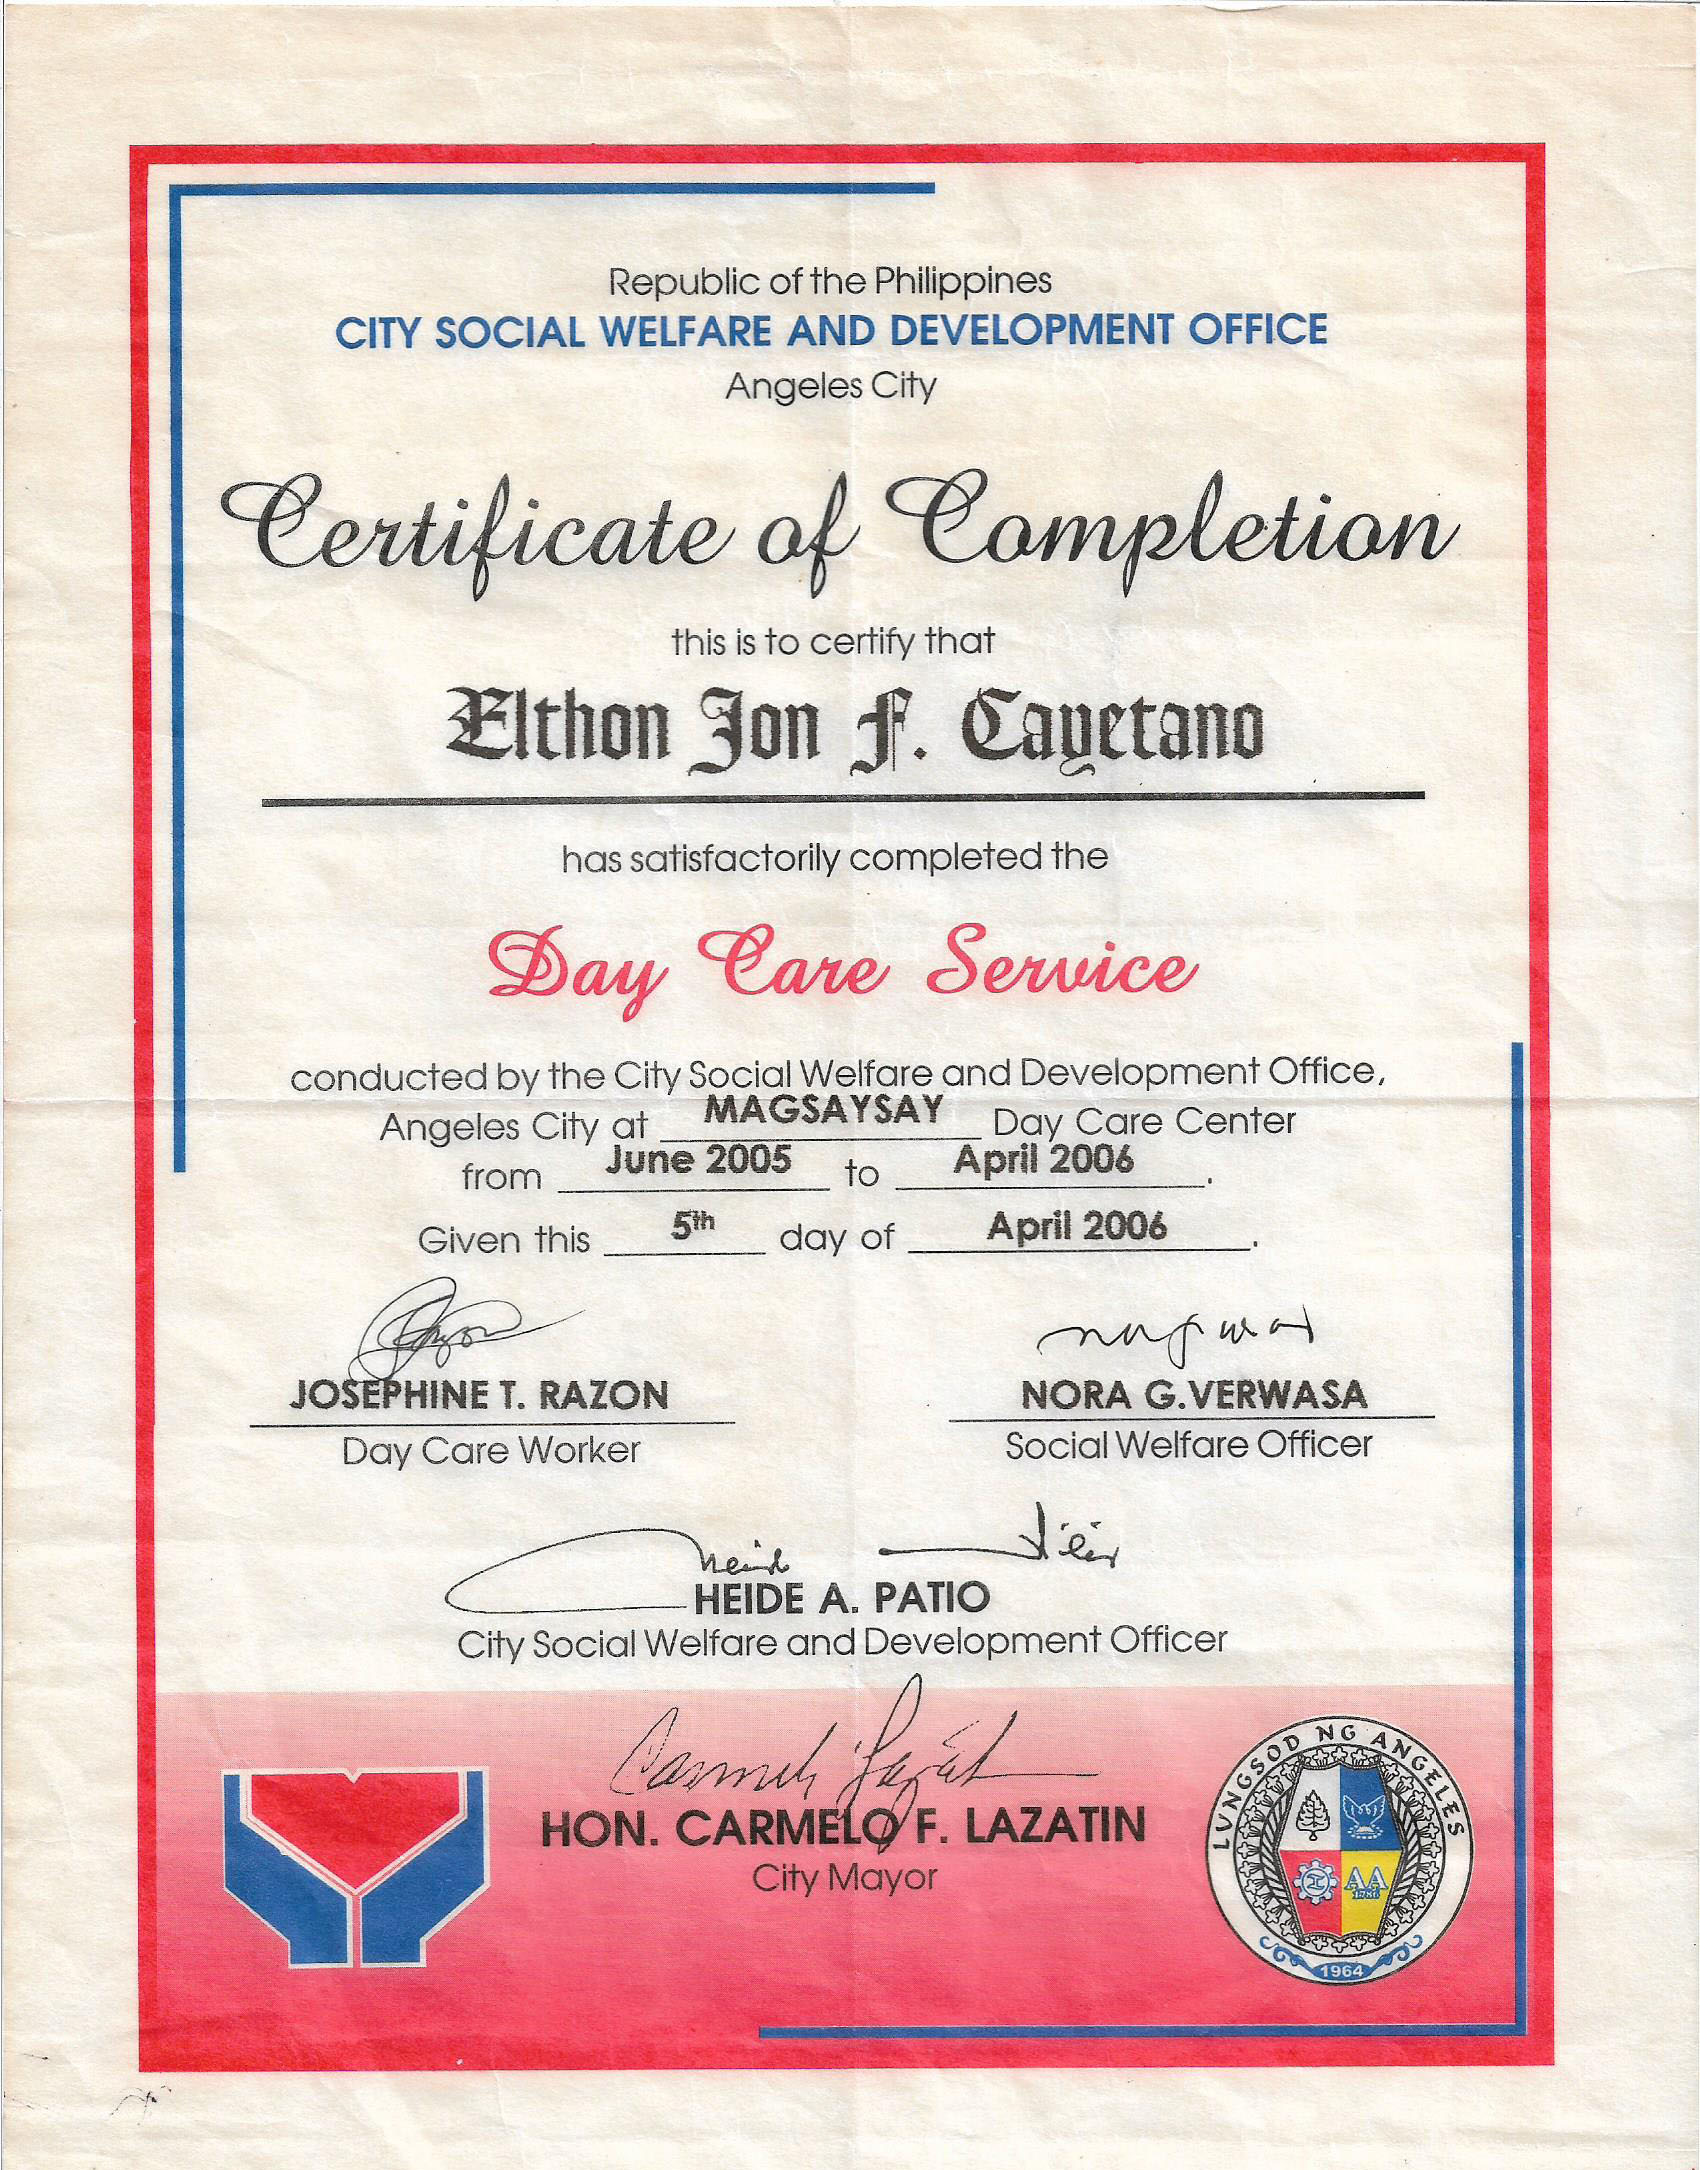 Republic of the Philippines
CITY SOCIAL WELFARE AND DEVELOPMENT OFFICE
Angeles City
Certificate of Completion
this is to certify that
Elthon Jon F. Cayetano
has satisfactorily completed the
Day Care Service
conducted by the City Social Welfare and Development Office,
Angeles City at MAGSAYSAY Day Care Center
from June 2005 to April 2006.
Given this 5th day of April 2006.
JOSEPHINE T. RAZON
Day Care Worker
NORA G.VERWASA
Social Welfare Officer
HEIDE A. PATIO
City Social Welfare and Development Officer
HON. CARMELO F. LAZATIN
City Mayor
LUNGSOD NG ANGELES
AA
1786
1964